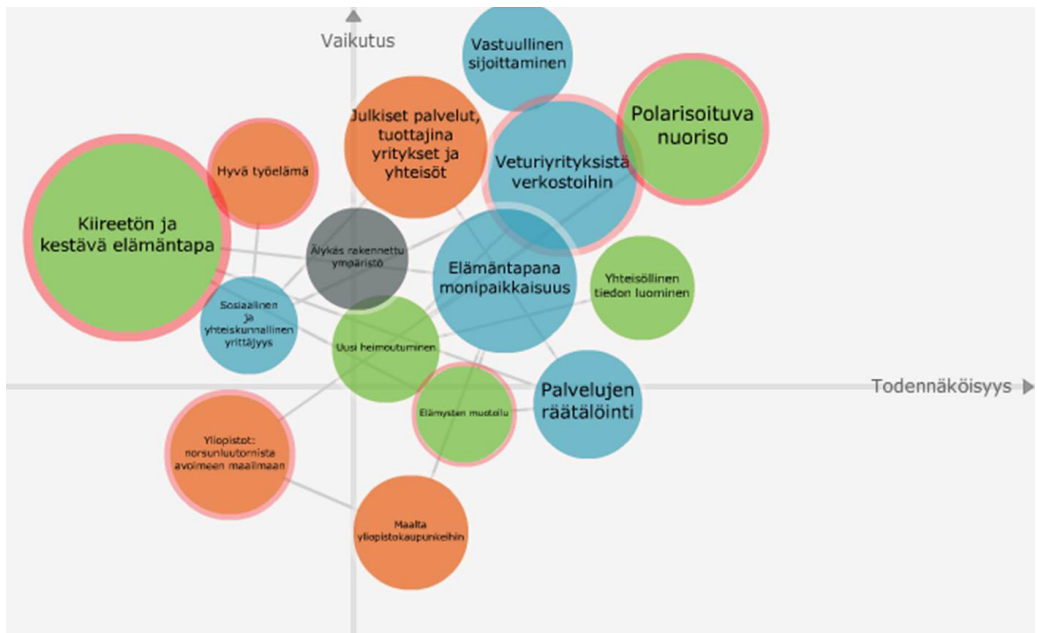 Vaikutus
Vastuullinen
sijoittaminen
Julkiset palvelut,
tuottajina
yritykset ja
yhteisöt
Polarisoituva
nuoriso
Veturiyrityksistä
verkostoihin
Hyvä työelämä
Kiireetön ja
kestävä elämäntapa
Älykäs rakennettu
ympäristö
Elämäntapana
monipaikkaisuus
Yhteisöllinen
tiedon luominen
Sosiaalinen
ja
yhteiskunnallinen
yrittäjyys
Uusi heimoutuminen
Todennäköisyys
Palvelujen
räätälöinti
Elämysten muotoilu
Yliopistot:
norsunluutornista
avoimeen maailmaan
Maalta
yliopistokaupunkeihin